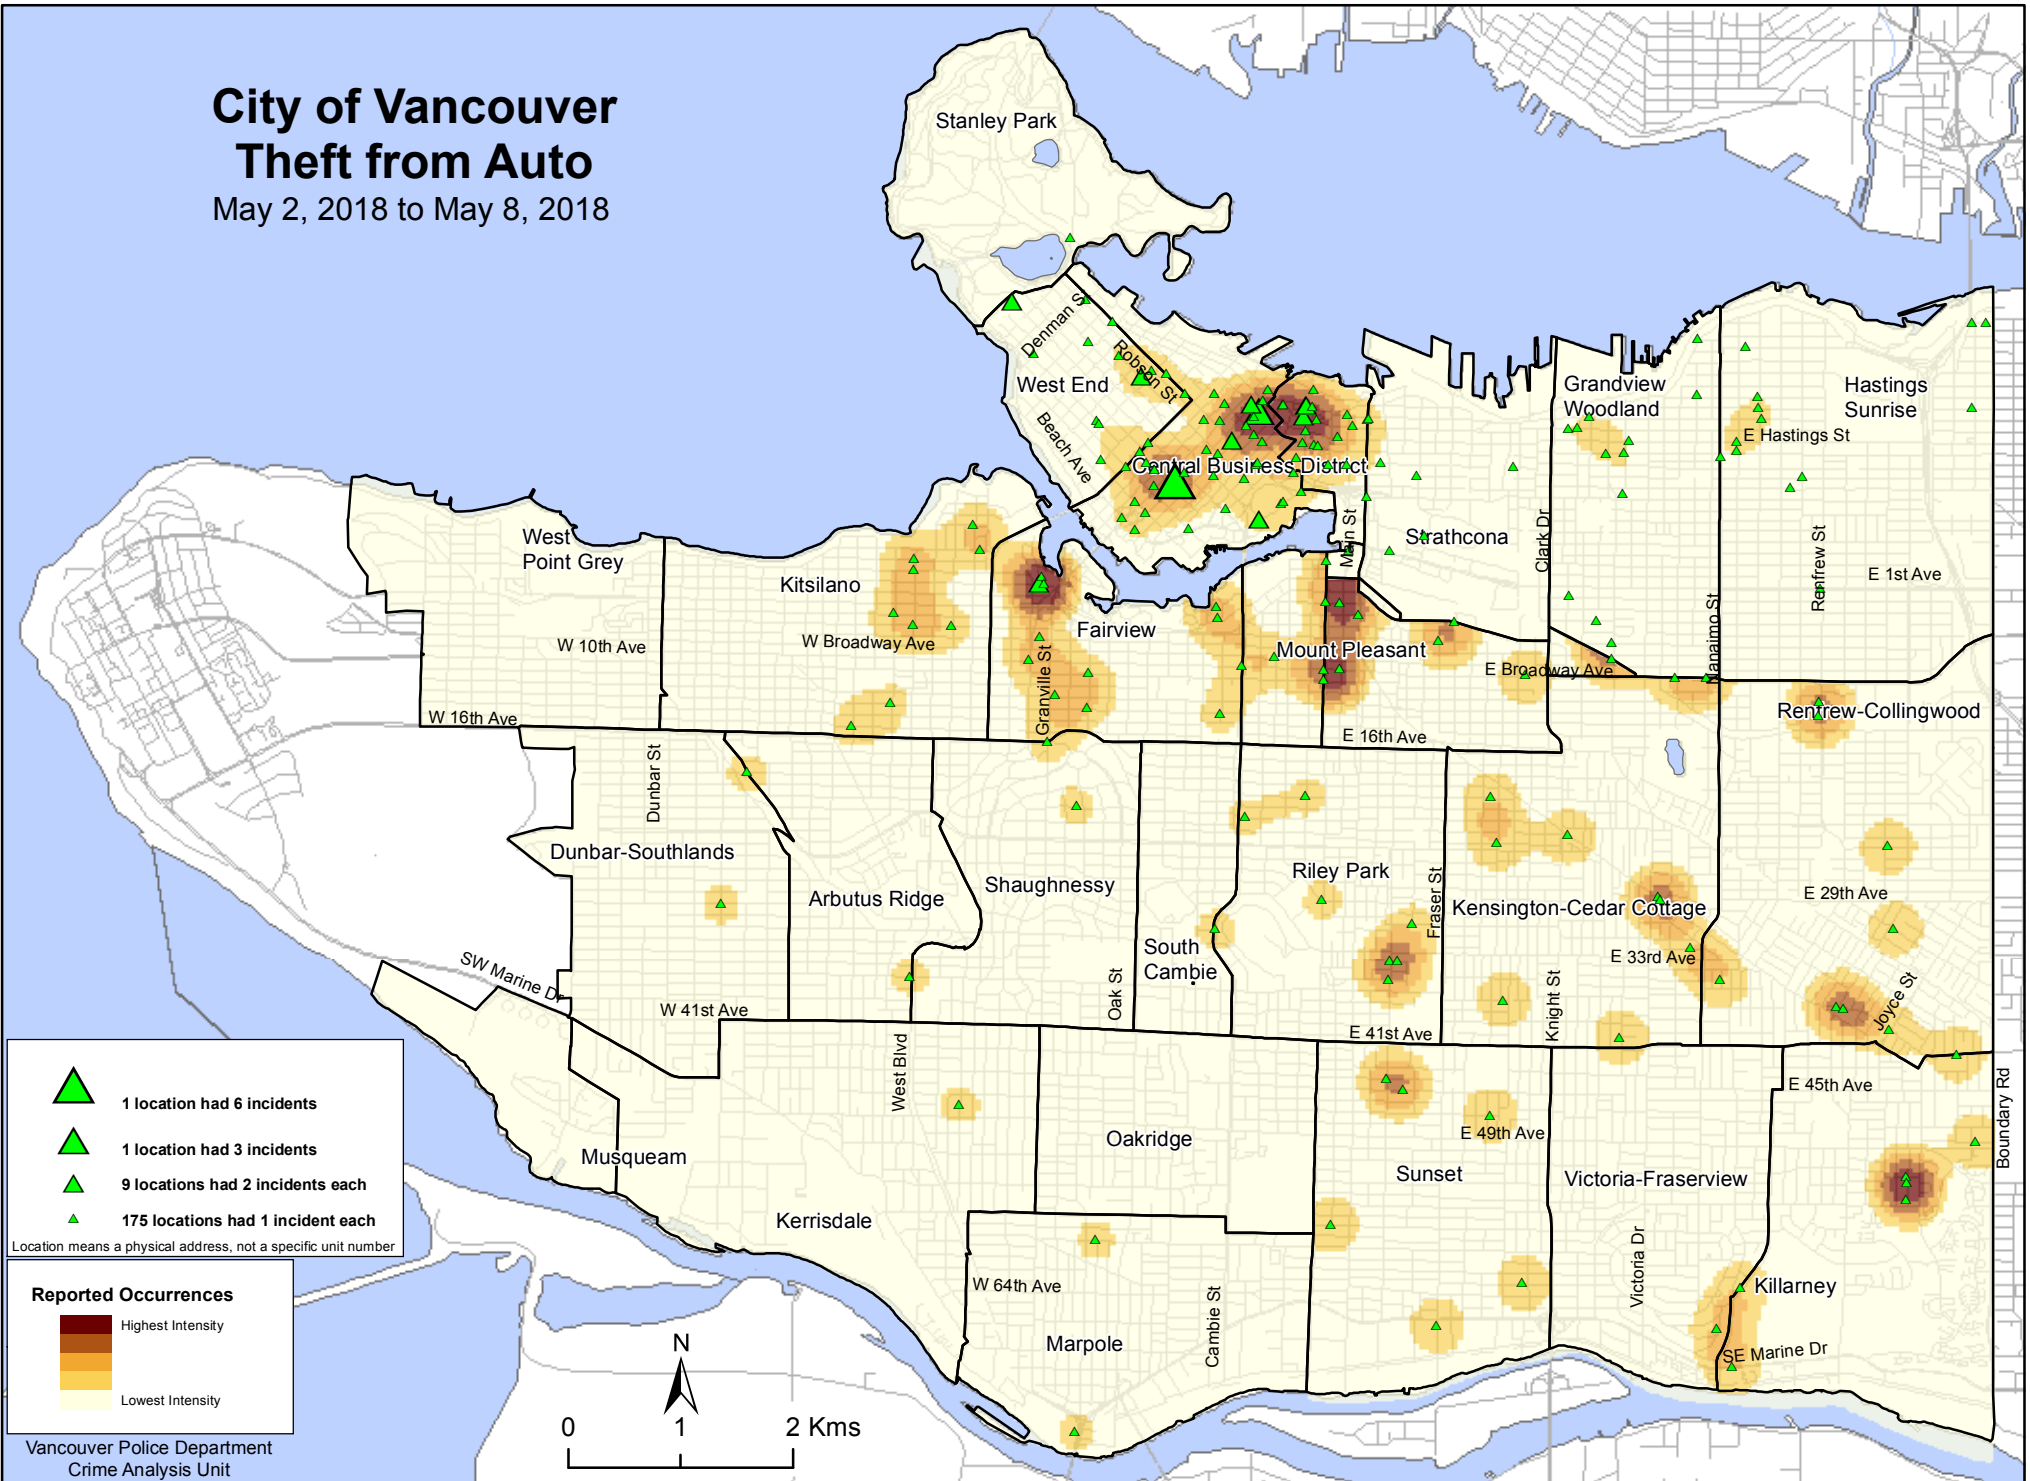 City of Vancouver
Theft from Auto
May 2, 2018 to May 8, 2018
Stanley Park
Denman St
Robson St
West End
Beach Ave
Central Business District
Grandview
Woodland
Hastings
Sunrise
E Hastings St
Main St
Strathcona
Clark Dr
Renfrew St
E 1st Ave
Nanaimo St
West
Point Grey
Kitsilano
W 10th Ave
W Broadway Ave
Fairview
Granville St
Mount Pleasant
E Broadway Ave
Renfrew-Collingwood
W 16th Ave
E 16th Ave
Dunbar St
Dunbar-Southlands
Arbutus Ridge
Shaughnessy
South
Cambie
Oak St
Riley Park
Fraser St
Kensington-Cedar Cottage
E 29th Ave
E 33rd Ave
Knight St
Joyce St
SW Marine Dr
W 41st Ave
E 41st Ave
West Blvd
E 45th Ave
Boundary Rd
E 49th Ave
Oakridge
Musqueam
Sunset
Victoria-Fraserview
Kerrisdale
Victoria Dr
W 64th Ave
Killarney
Marpole
Cambie St
SE Marine Dr
1 location had 6 incidents
1 location had 3 incidents
9 locations had 2 incidents each
175 locations had 1 incident each
Location means a physical address, not a specific unit number
Reported Occurrences
Highest Intensity
Lowest Intensity
N
0 1 2 Kms
Vancouver Police Department
Crime Analysis Unit